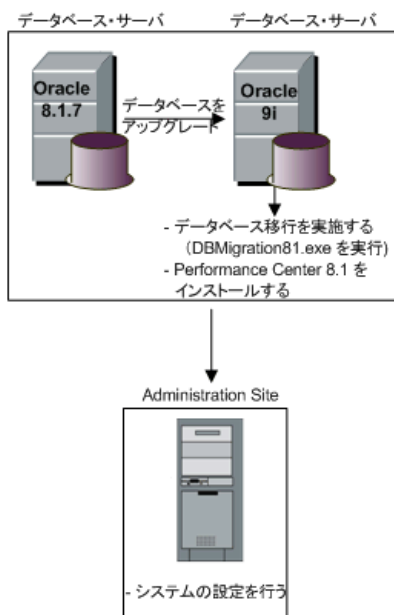 データベース・サーバ
データベース・サーバ
Oracle
8.1.7
データベースを
アップグレード
Oracle
9i
- データベース移行を実施する
（DBMigration81.exe を実行)
- Performance Center 8.1 を
インストールする
Administration Site
- システムの設定を行う